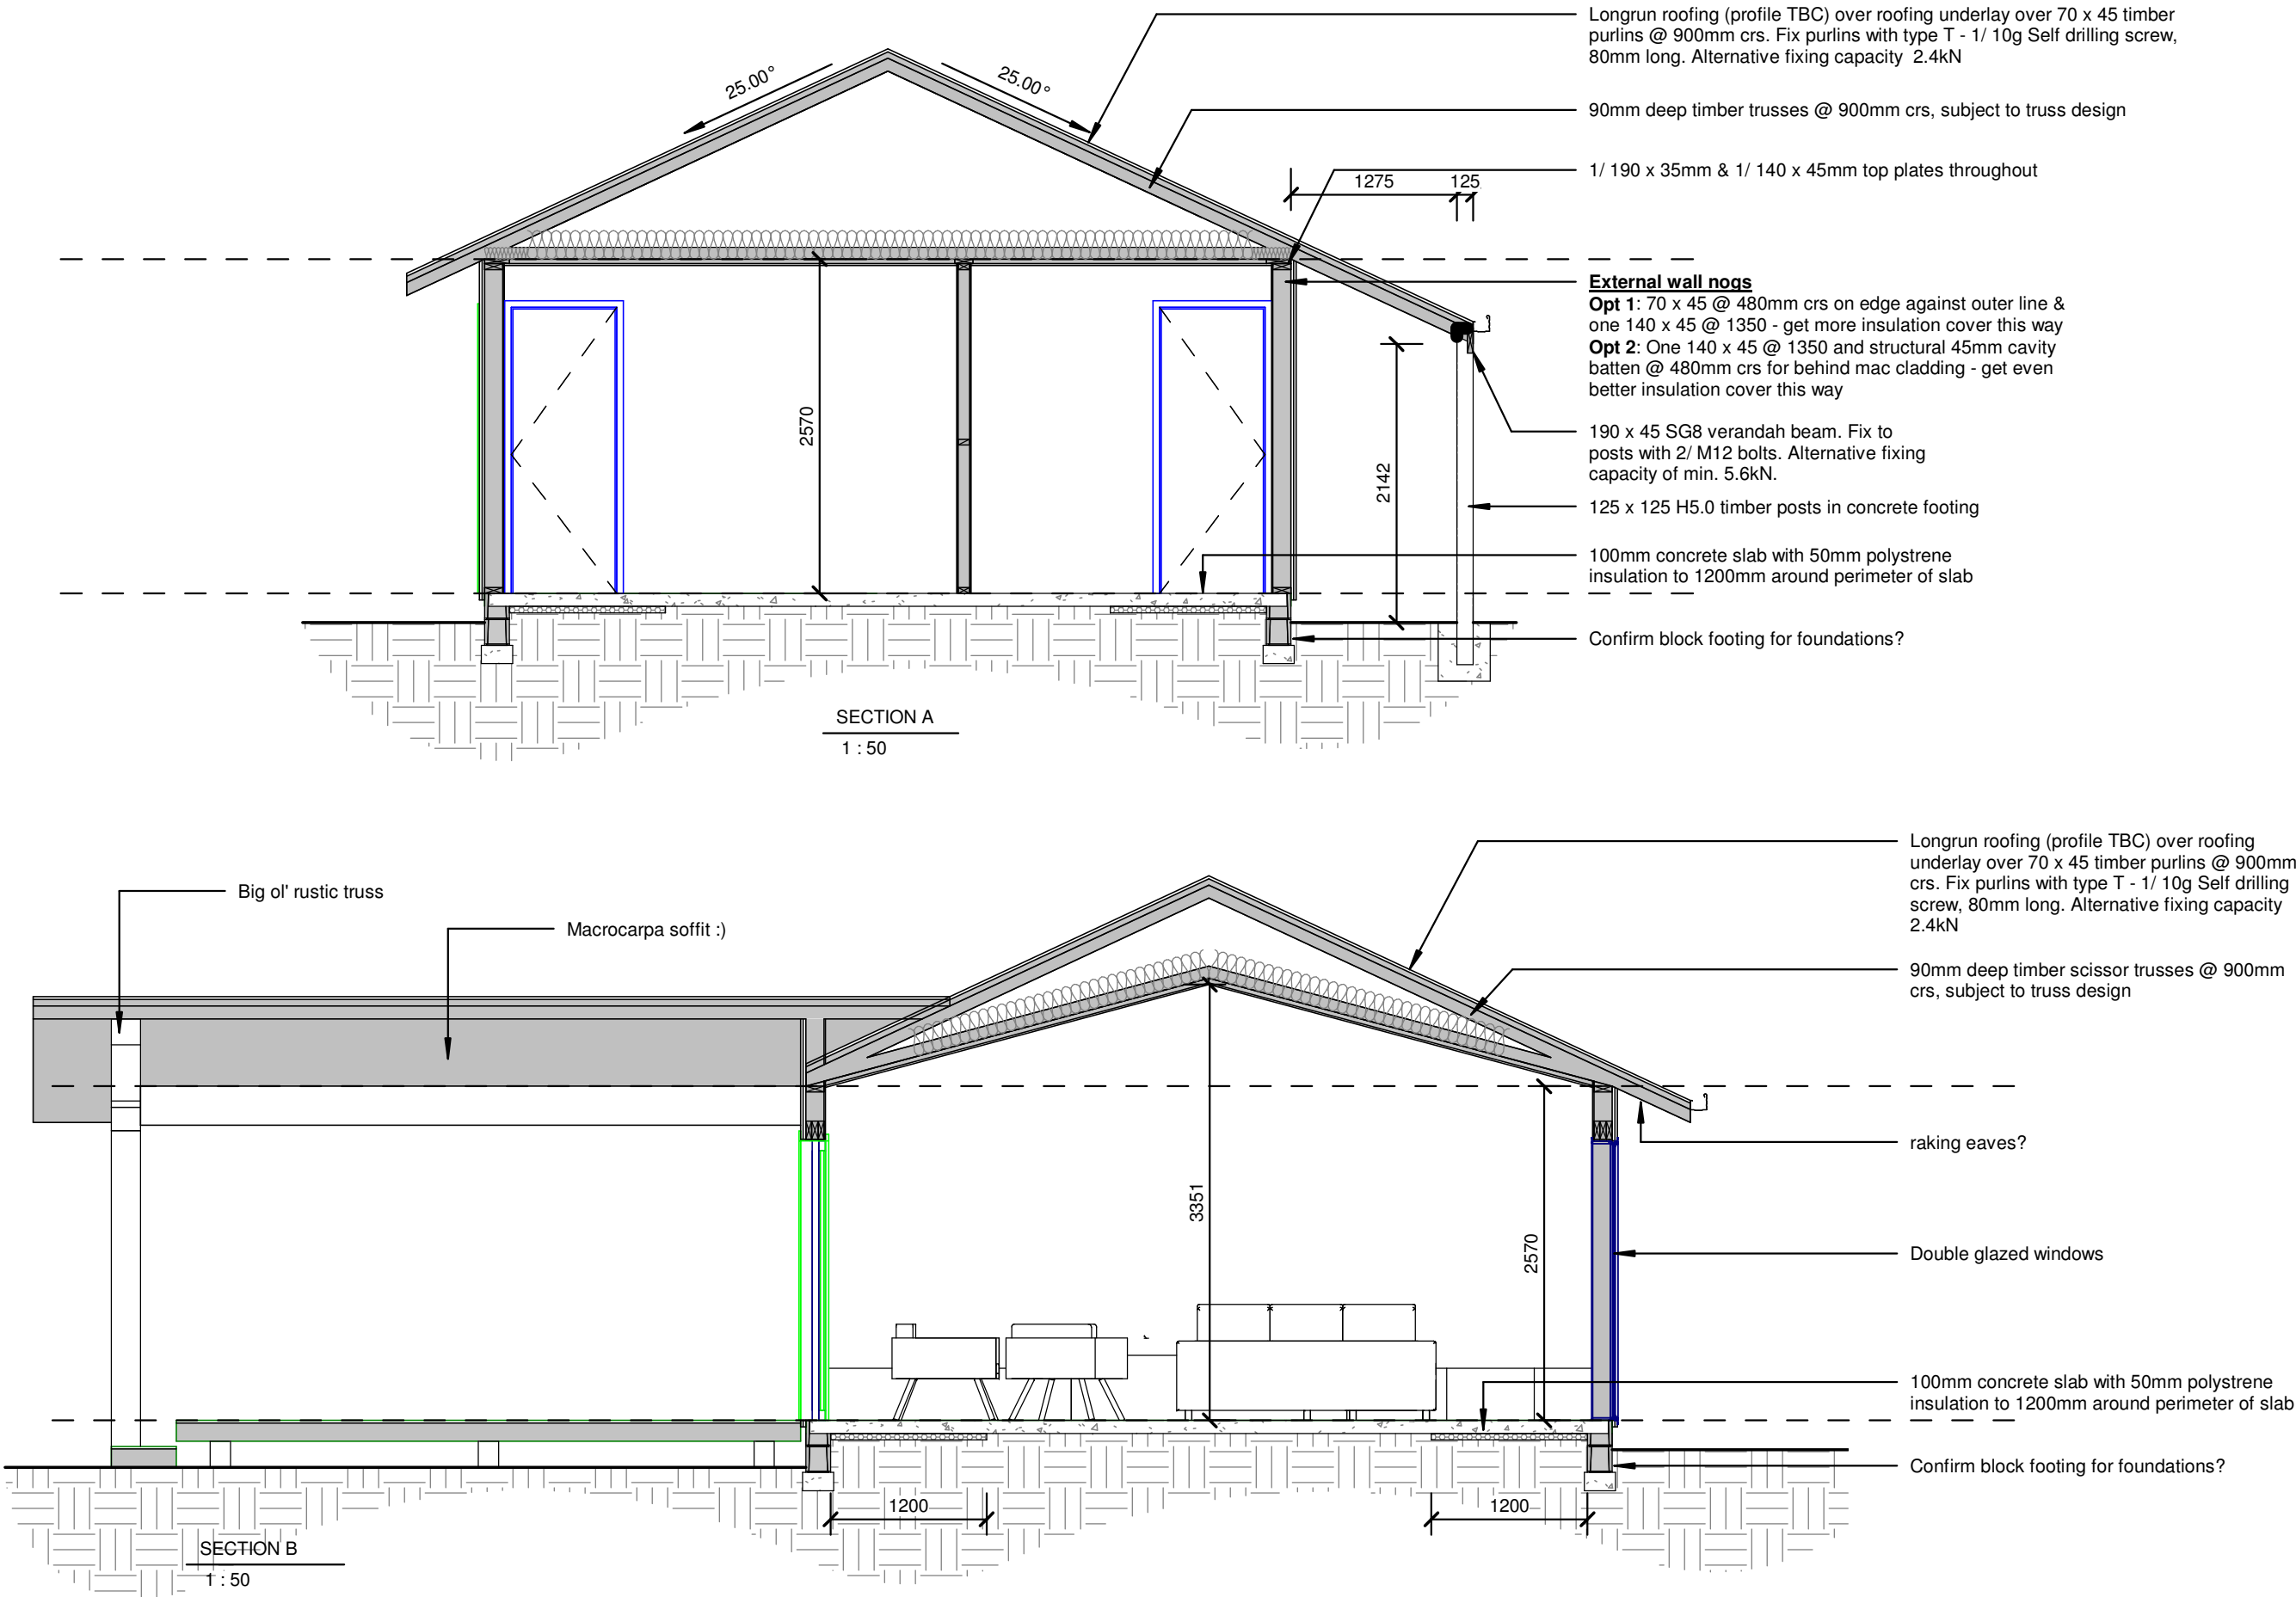 Longrun roofing (profile TBC) over roofing underlay over 70 x 45 timber
purlins @ 900mm crs. Fix purlins with type T - 1/ 10g Self drilling screw,
80mm long. Alternative fixing capacity  2.4kN
25.00°
25.00°
90mm deep timber trusses @ 900mm crs, subject to truss design
1/ 190 x 35mm & 1/ 140 x 45mm top plates throughout
1275
125
External wall nogs
Opt 1: 70 x 45 @ 480mm crs on edge against outer line &
one 140 x 45 @ 1350 - get more insulation cover this way
Opt 2: One 140 x 45 @ 1350 and structural 45mm cavity
batten @ 480mm crs for behind mac cladding - get even
better insulation cover this way
2570
190 x 45 SG8 verandah beam. Fix to
posts with 2/ M12 bolts. Alternative fixing
capacity of min. 5.6kN.
2142
125 x 125 H5.0 timber posts in concrete footing
100mm concrete slab with 50mm polystrene
insulation to 1200mm around perimeter of slab
Confirm block footing for foundations?
SECTION A
1 : 50
Longrun roofing (profile TBC) over roofing
underlay over 70 x 45 timber purlins @ 900mm
crs. Fix purlins with type T - 1/ 10g Self drilling
screw, 80mm long. Alternative fixing capacity
2.4kN
Big ol' rustic truss
Macrocarpa soffit :)
90mm deep timber scissor trusses @ 900mm
crs, subject to truss design
raking eaves?
3351
2570
Double glazed windows
100mm concrete slab with 50mm polystrene
insulation to 1200mm around perimeter of slab
Confirm block footing for foundations?
1200
1200
SECTION B
1 : 50